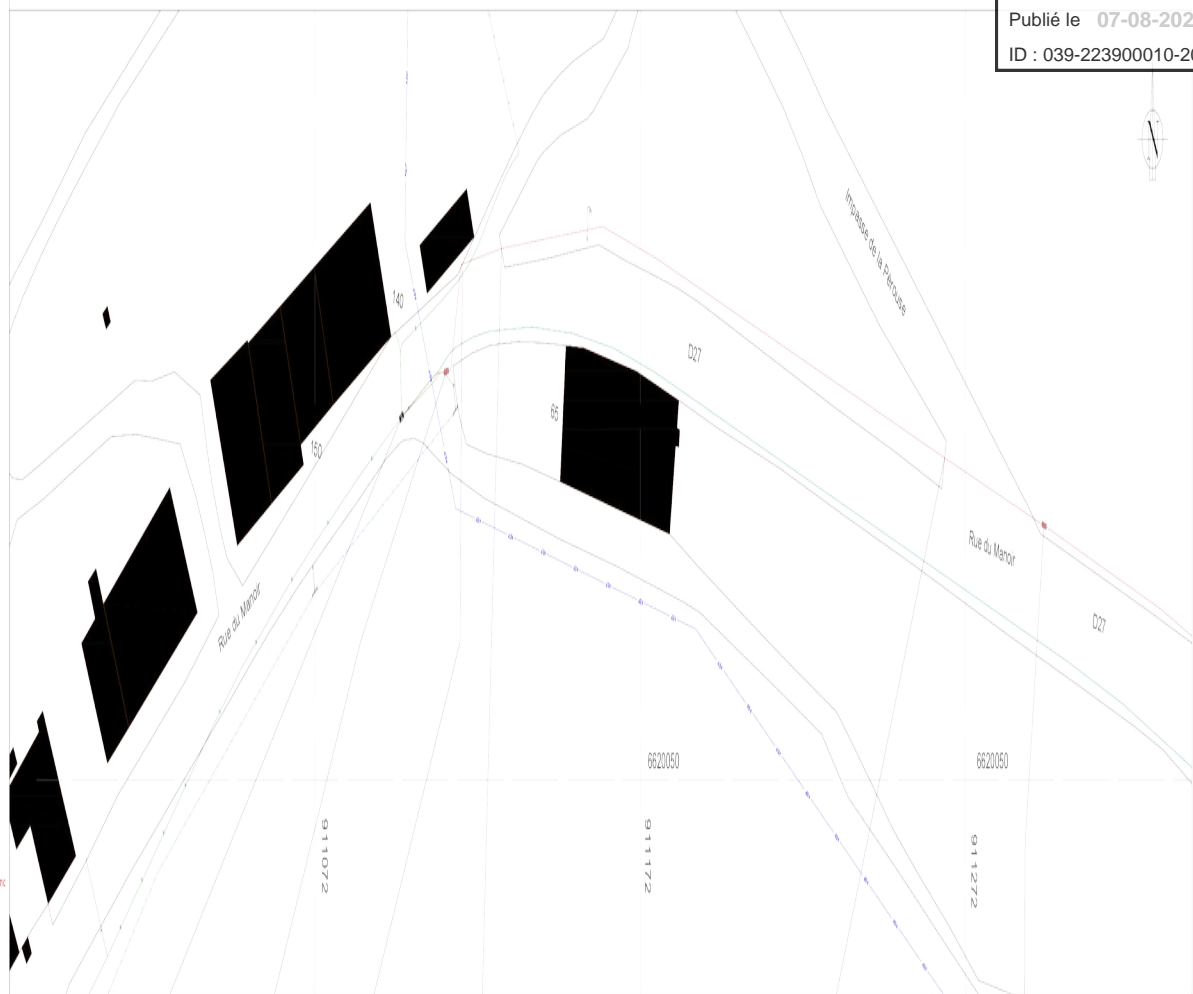 Publié le 07-08-202
ID : 039-223900010-20
Impasse de la Pérouse
140
D27
65
150
Rue du Manoir
Rue du Manoir
D27
6620050
6620050
911072
911172
911272